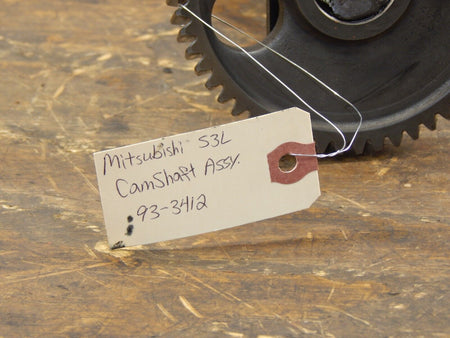 Mitsubishi S3L
Camshaft Assy.
93-3412